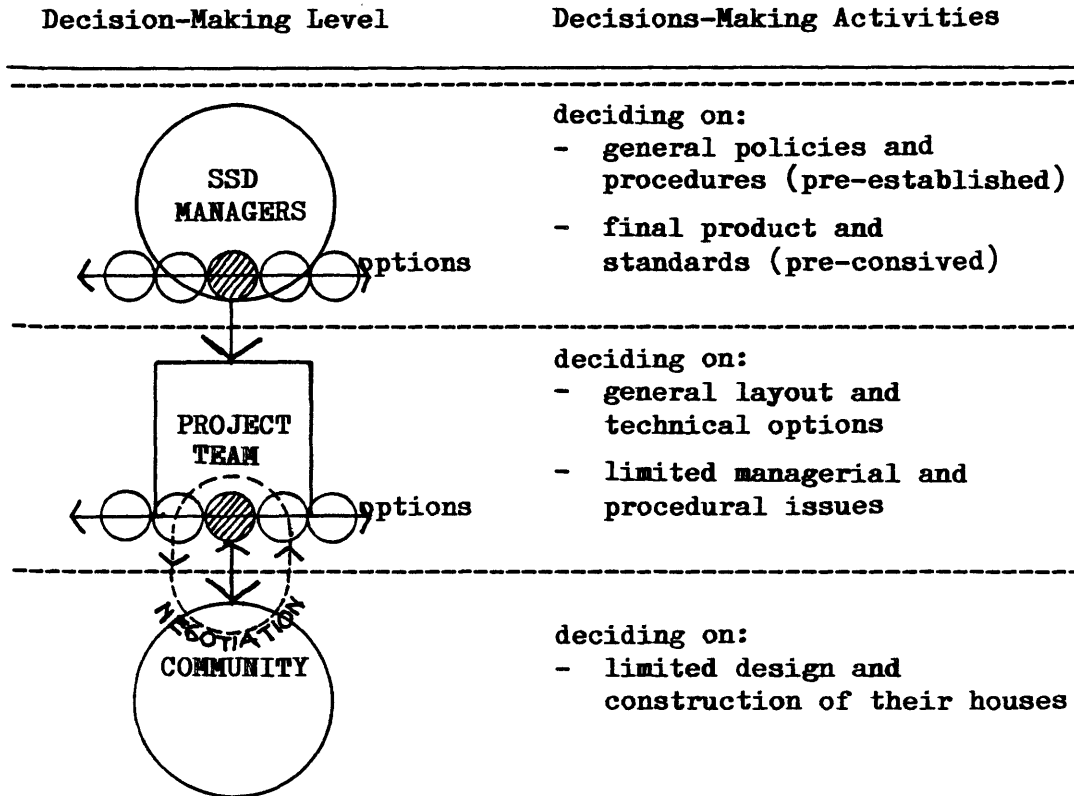 Decision-Making Level
Decisions-Making Activities
SSD
MANAGERS
options
deciding on:
- general policies and
procedures (pre-established)
- final product and
standards (pre-consived)
PROJECT
TEAM
options
deciding on:
- general layout and
technical options
- limited managerial and
procedural issues
NEGOTIATION
COMMUNITY
deciding on:
- limited design and
construction of their houses